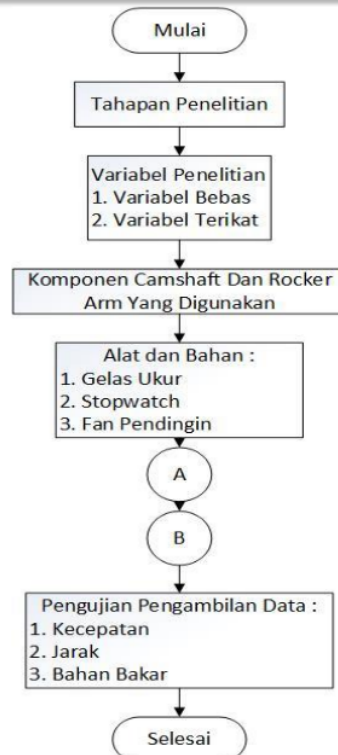 Mulai
Tahapan Penelitian
Variabel Penelitian
1. Variabel Bebas
2. Variabel Terikat
Komponen Camshaft Dan Rocker
Arm Yang Digunakan
Alat dan Bahan :
1. Gelas Ukur
2. Stopwatch
3. Fan Pendingin
A
B
Pengujian Pengambilan Data :
1. Kecepatan
2. Jarak
3. Bahan Bakar
Selesai